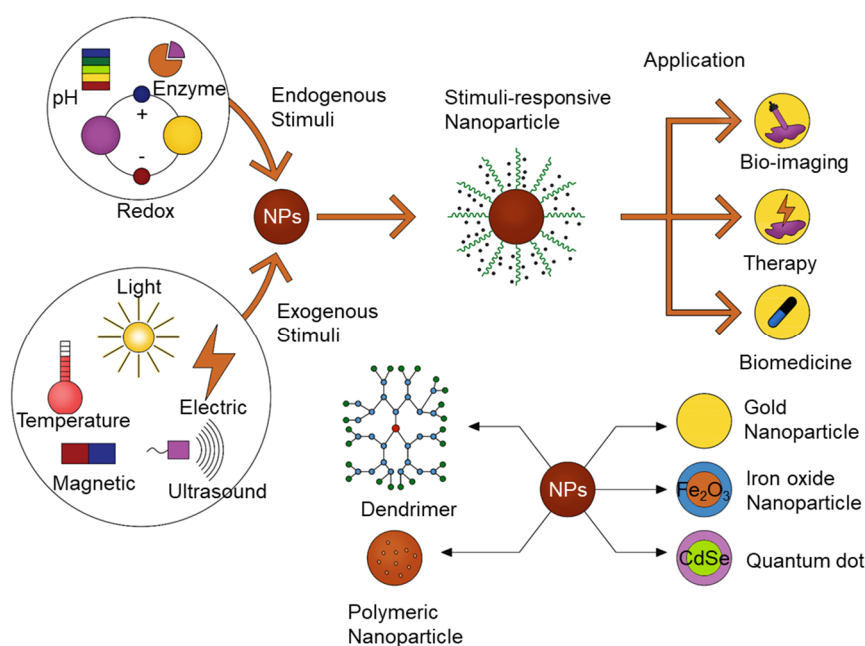 pH
Enzyme
+
-
Redox
Endogenous
Stimuli
NPs
Stimuli-responsive
Nanoparticle
Application
Bio-imaging
Therapy
Biomedicine
Exogenous
Stimuli
Light
Temperature
Electric
Magnetic
Ultrasound
Dendrimer
Polymeric
Nanoparticle
NPs
Gold
Nanoparticle
Fe₂O₃
Iron oxide
Nanoparticle
CdSe
Quantum dot